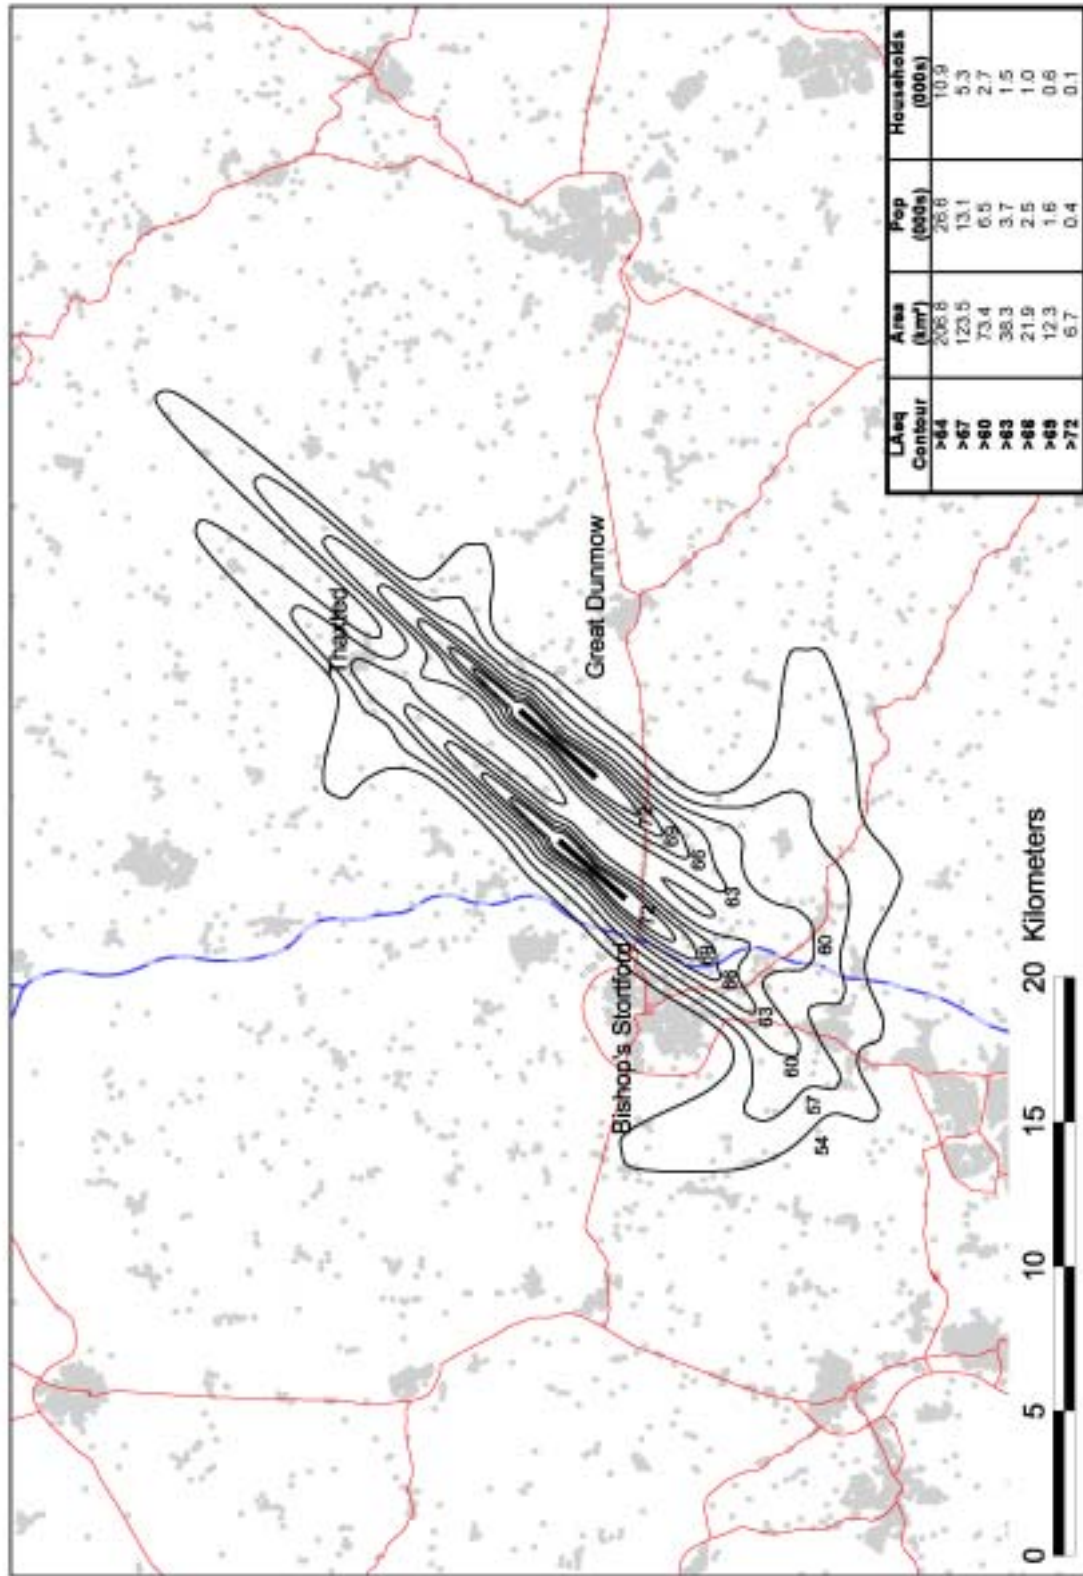 Thaxted
Great Dunmow
Bishop's Stortford
72
69
66
63
60
72
69
66
63
60
57
54
0 5 10 15 20 Kilometers
LAeq Contour Area (km²) Pop (000s) Households (000s)
>54 206.8 26.6 10.9
>57 123.5 13.1 5.3
>60 73.4 6.5 2.7
>63 38.3 3.7 1.5
>66 21.9 2.5 1.0
>69 12.3 1.6 0.6
>72 6.7 0.4 0.1